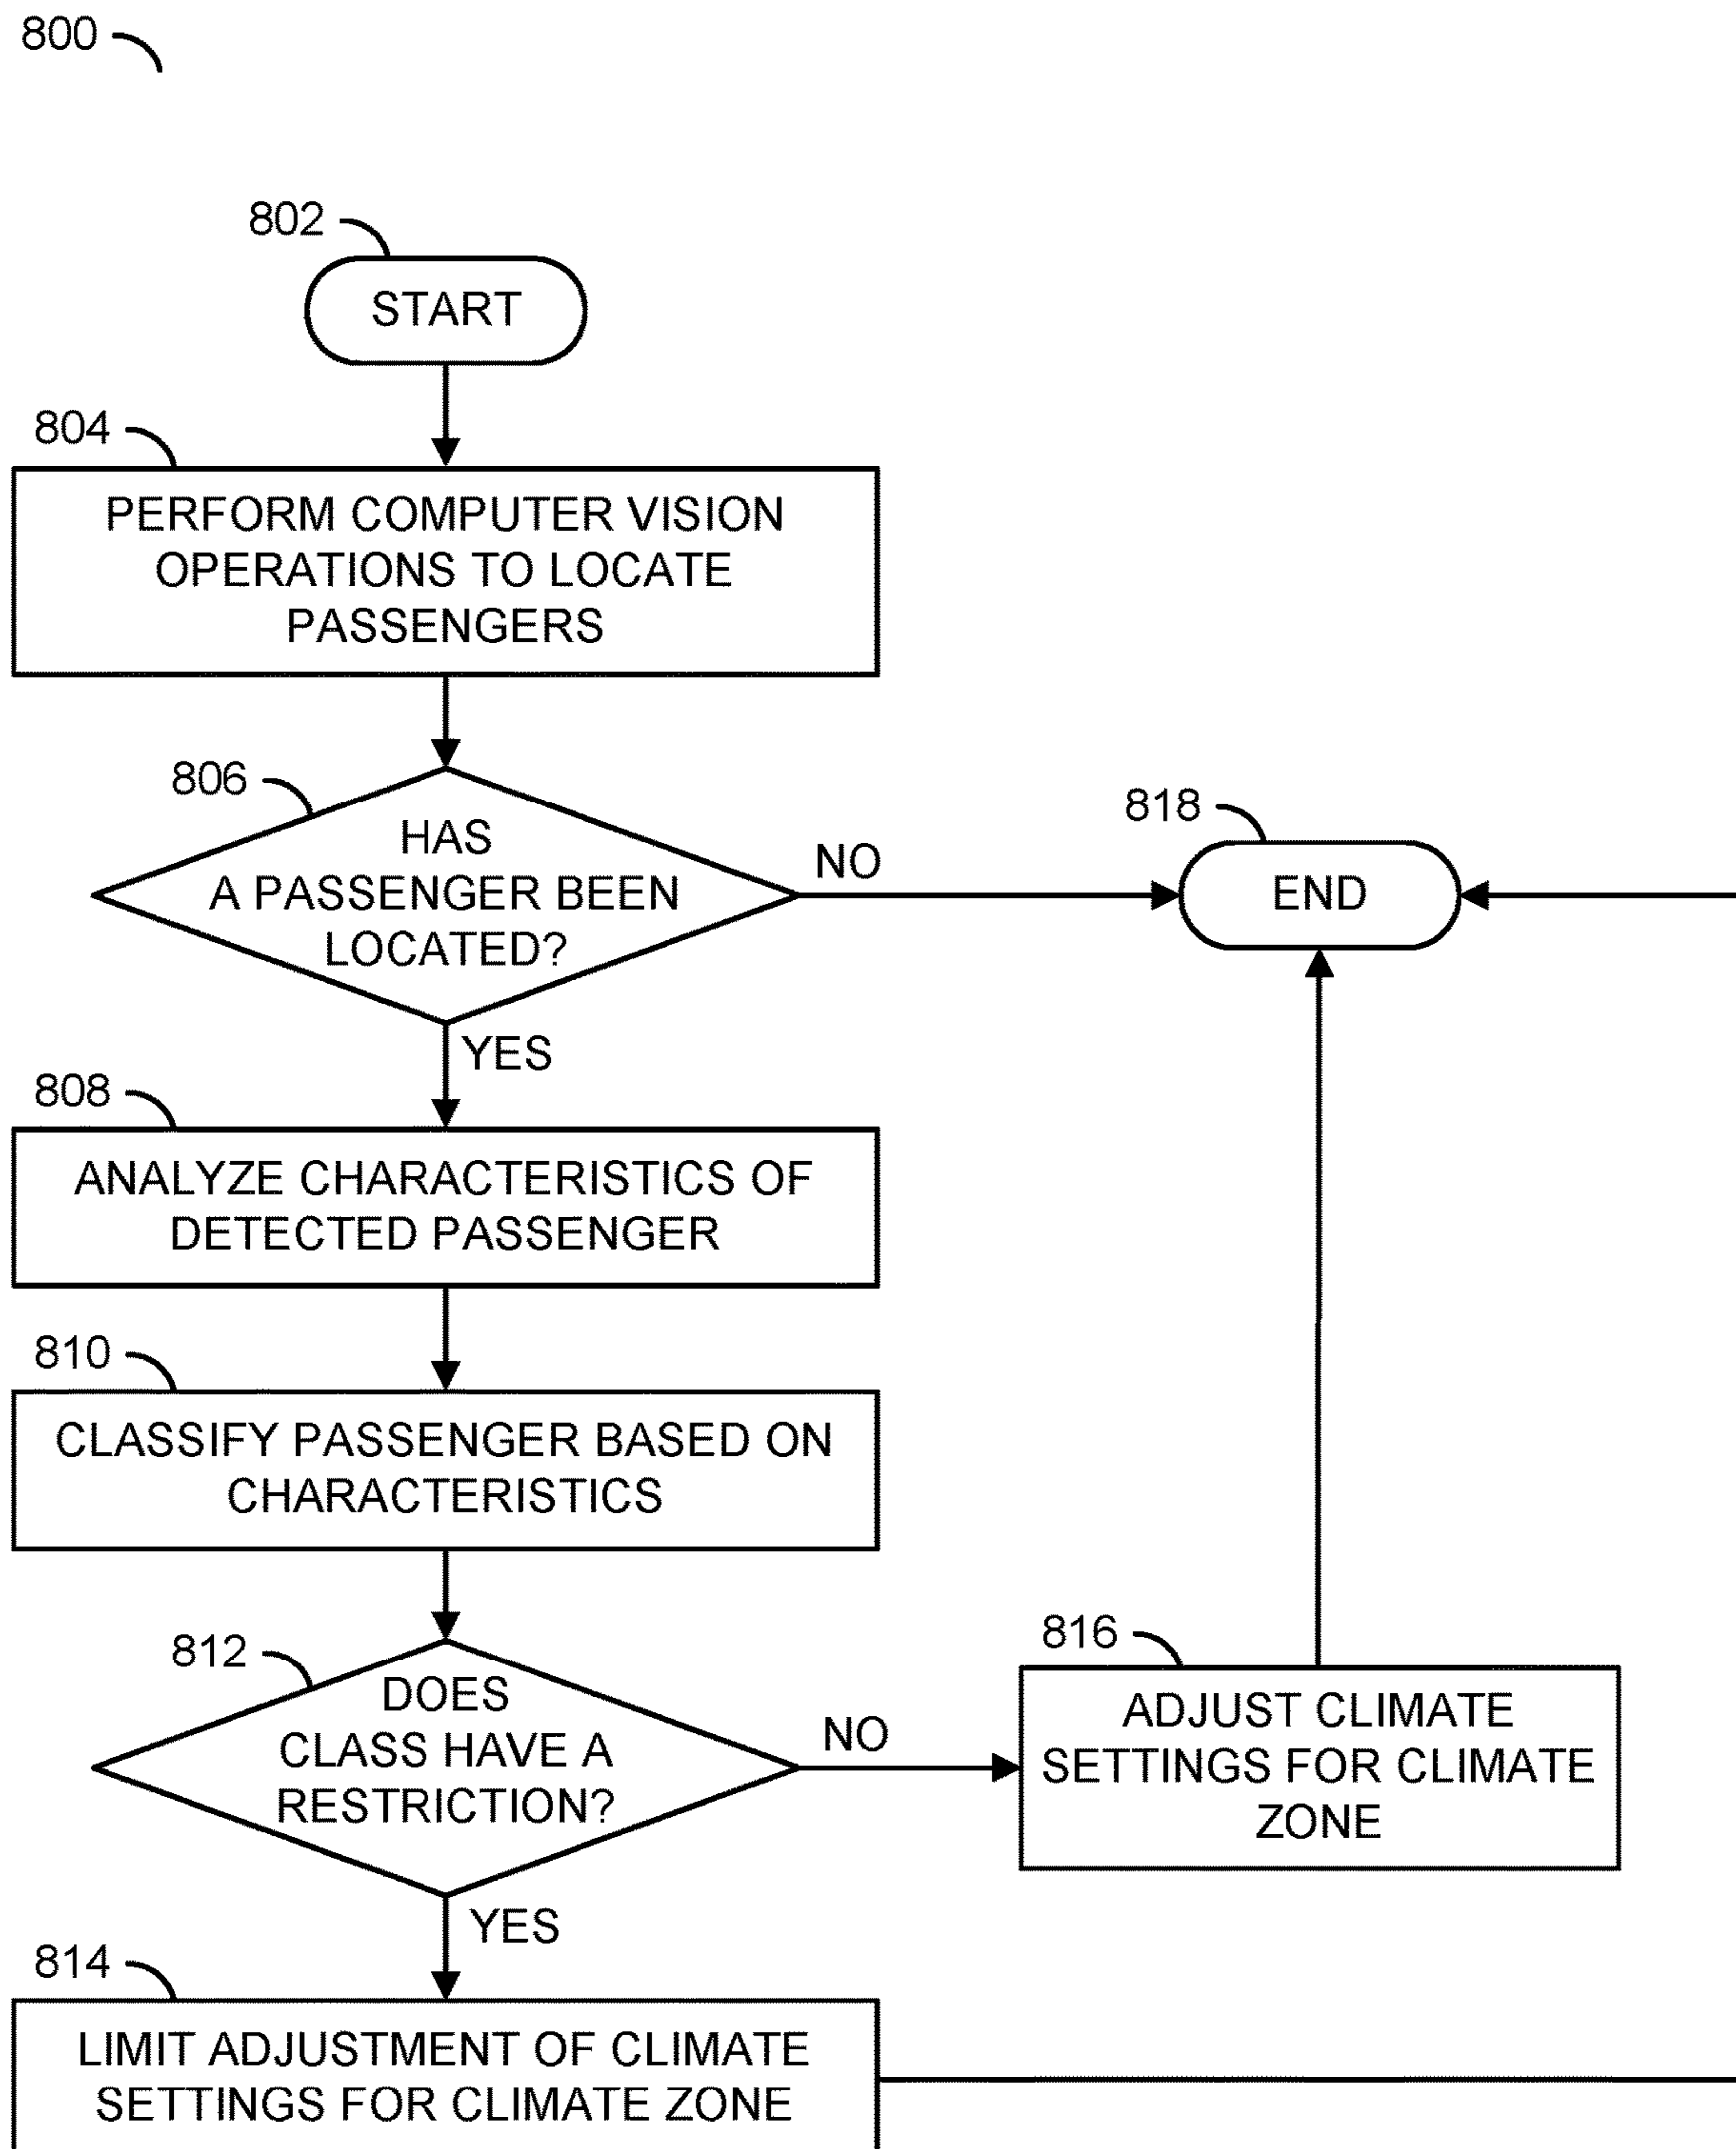 800
802
START
804
PERFORM COMPUTER VISION
OPERATIONS TO LOCATE
PASSENGERS
806
HAS
A PASSENGER BEEN
LOCATED?
NO
818
END
YES
808
ANALYZE CHARACTERISTICS OF
DETECTED PASSENGER
810
CLASSIFY PASSENGER BASED ON
CHARACTERISTICS
812
DOES
CLASS HAVE A
RESTRICTION?
NO
816
ADJUST CLIMATE
SETTINGS FOR CLIMATE
ZONE
YES
814
LIMIT ADJUSTMENT OF CLIMATE
SETTINGS FOR CLIMATE ZONE